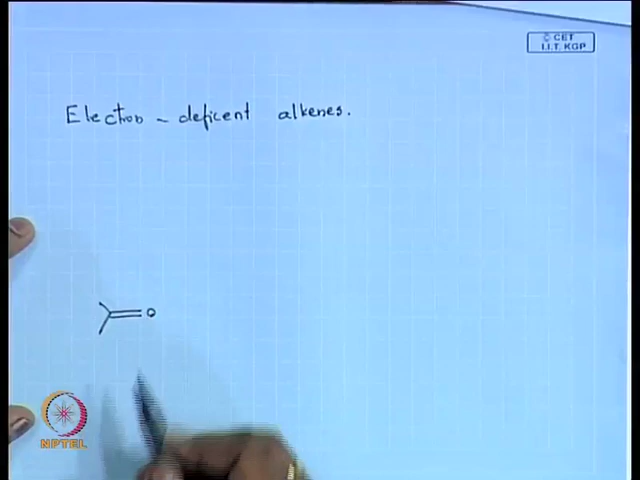 © CET
I.I.T. KGP
Electron - deficent alkenes.
O
NPTEL